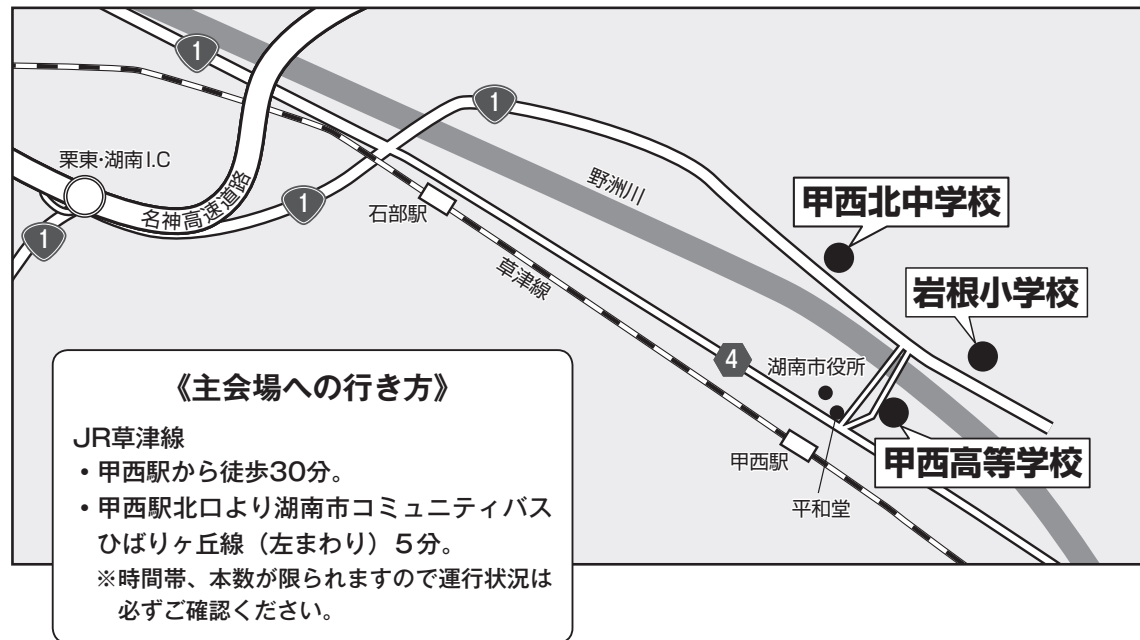 1
1
栗東・湖南I.C
名神高速道路
1
1
石部駅
野洲川
草津線
甲西北中学校
岩根小学校
4
湖南市役所
甲西駅
平和堂
甲西高等学校
《主会場への行き方》
JR草津線
・甲西駅から徒歩30分。
・甲西駅北口より湖南市コミュニティバス
ひばりヶ丘線（左まわり）５分。
※時間帯、本数が限られますので運行状況は
必ずご確認ください。